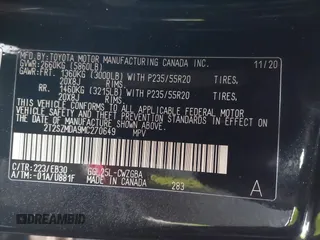 MFD. BY: TOYOTA MOTOR MANUFACTURING CANADA INC. 11/20
GVWR: 2660KG (5860LB)
GAWR: FRT. 1360KG (3000LB)WITH P235/55R20 TIRES,
20X8J RIMS, AT
RR. 1460KG (3215LB)WITH P235/55R20 TIRES,
20X8J RIMS, AT
THIS VEHICLE CONFORMS TO ALL APPLICABLE FEDERAL MOTOR
VEHICLE SAFETY
STANDARDS IN EFFECT ON THE
DATE OF MANUFACTURE SHOWN ABOVE.
2T2SZMDA9MC270649 MPV
C/TR: 223/EB30
A/TM: -01A/U881F
MADE IN CANADA
283
A
DREAMBID